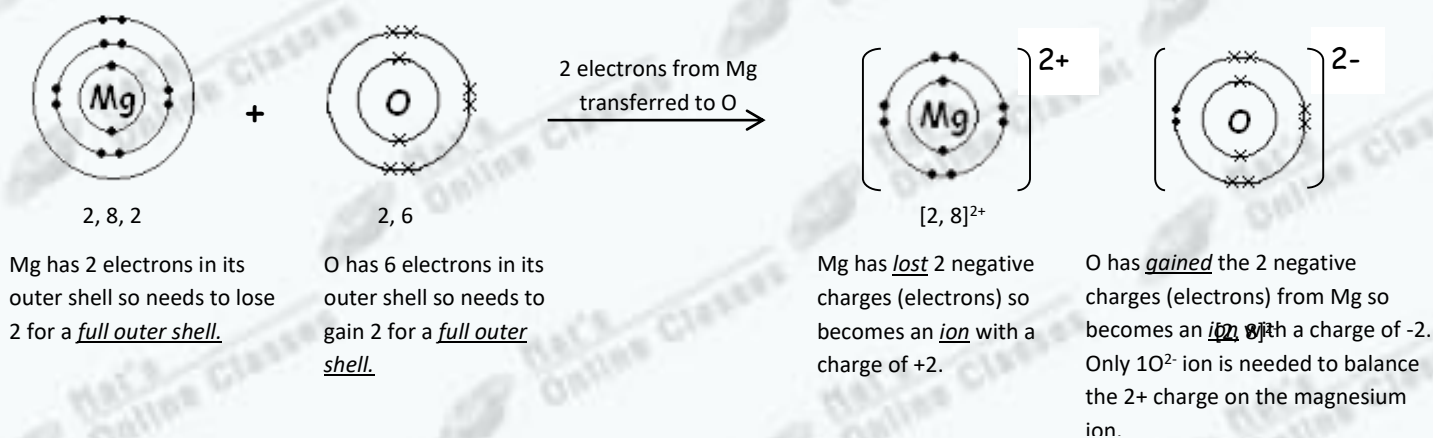 2 electrons from Mg
transferred to O
Mg
+
O
Mg
2+
O
2-
2, 8, 2
2, 6
[2, 8]2+
Mg has 2 electrons in its
outer shell so needs to lose
2 for a full outer shell.
O has 6 electrons in its
outer shell so needs to
gain 2 for a full outer
shell.
Mg has lost 2 negative
charges (electrons) so
becomes an ion with a
charge of +2.
O has gained the 2 negative
charges (electrons) from Mg so
becomes an ion with a charge of -2.
[2, 8]2-
Only 1O2- ion is needed to balance
the 2+ charge on the magnesium
ion.
Online Classes